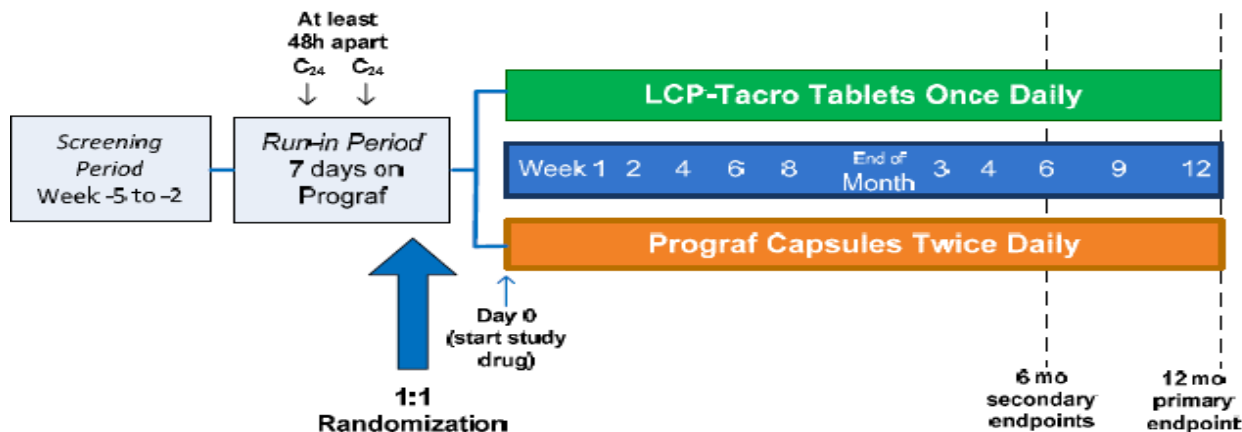 At least
48h apart
C24 C24
Screening
Period
Week -5 to -2
Run-in Period
7 days on
Prograf
LCP-Tacro Tablets Once Daily
Week 1 2 4 6 8 End of Month 3 4 6 9 12
Prograf Capsules Twice Daily
Day 0
(start study
drug)
1:1
Randomization
6 mo
secondary
endpoints
12 mo
primary
endpoint